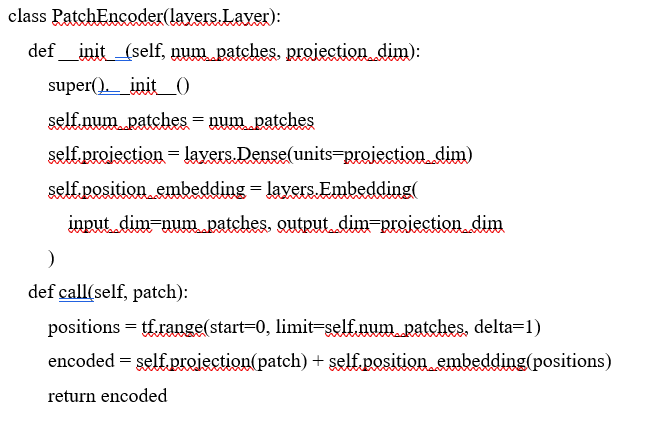 class PatchEncoder(layers.Layer):
def __init__(self, num_patches, projection_dim):
super().__init__()
self.num_patches = num_patches
self.projection = layers.Dense(units=projection_dim)
self.position_embedding = layers.Embedding(
input_dim=num_patches, output_dim=projection_dim
)
def call(self, patch):
positions = tf.range(start=0, limit=self.num_patches, delta=1)
encoded = self.projection(patch) + self.position_embedding(positions)
return encoded